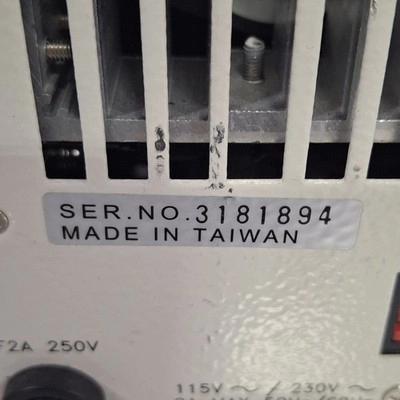 SER.NO.3181894
MADE IN TAIWAN
F2A 250V
115V ~ / 230V ~